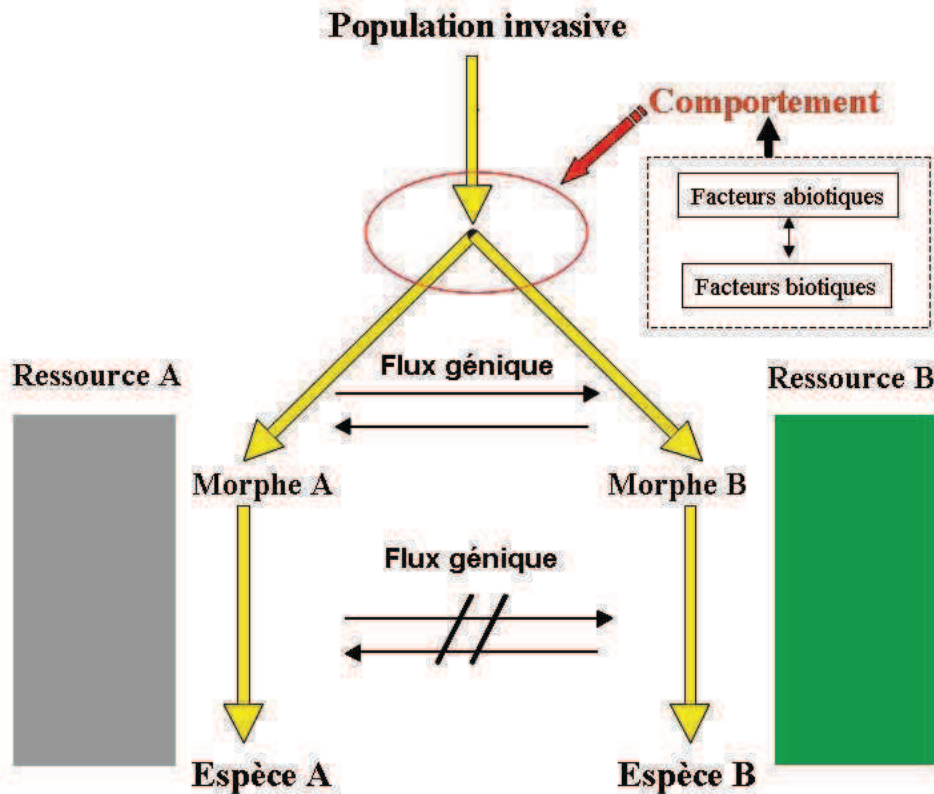 Population invasive
Comportement
Facteurs abiotiques
Facteurs biotiques
Ressource A
Flux génique
Ressource B
Morphe A
Morphe B
Flux génique
Espèce A
Espèce B